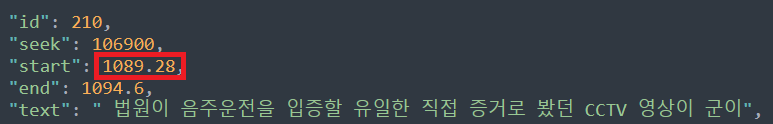 "id": 210,
"seek": 106900,
"start": 1089.28,
"end": 1094.6,
"text": " 법원이 음주운전을 입증할 유일한 직접 증거로 봤던 CCTV 영상이 군이",